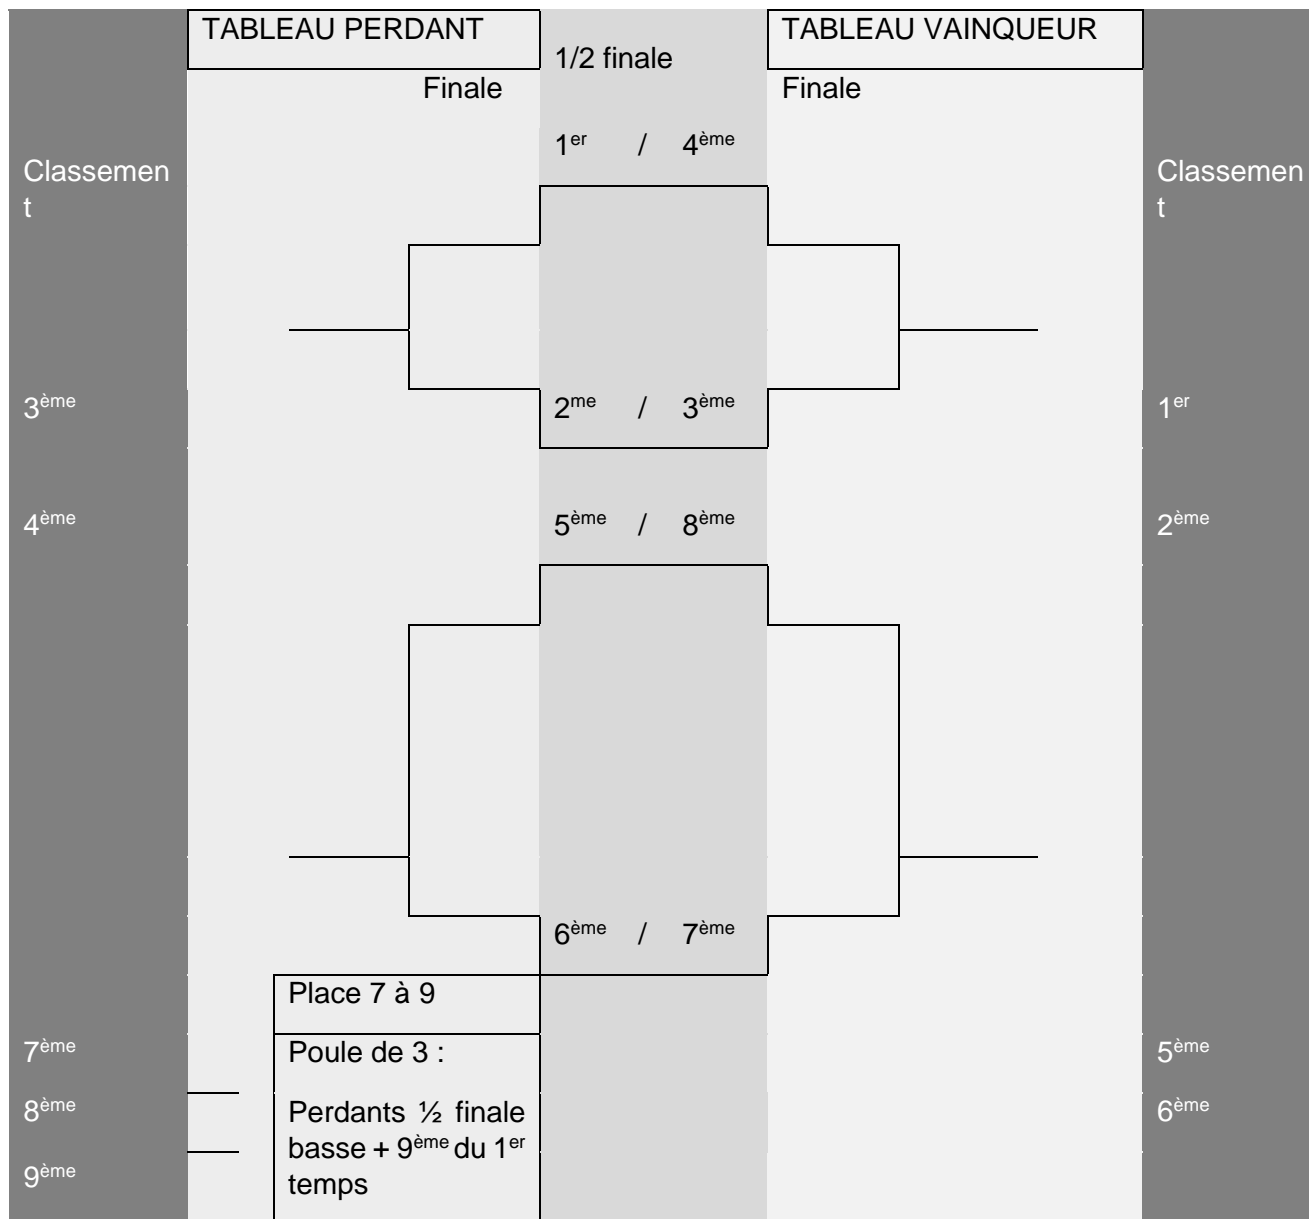 TABLEAU PERDANT
1/2 finale
TABLEAU VAINQUEUR
Finale
Finale
1er / 4ème
Classemen
t
Classemen
t
3ème
2me / 3ème
1er
4ème
5ème / 8ème
2ème
6ème / 7ème
Place 7 à 9
7ème
Poule de 3 :
5ème
8ème
Perdants ½ finale
basse + 9ème du 1er
temps
6ème
9ème